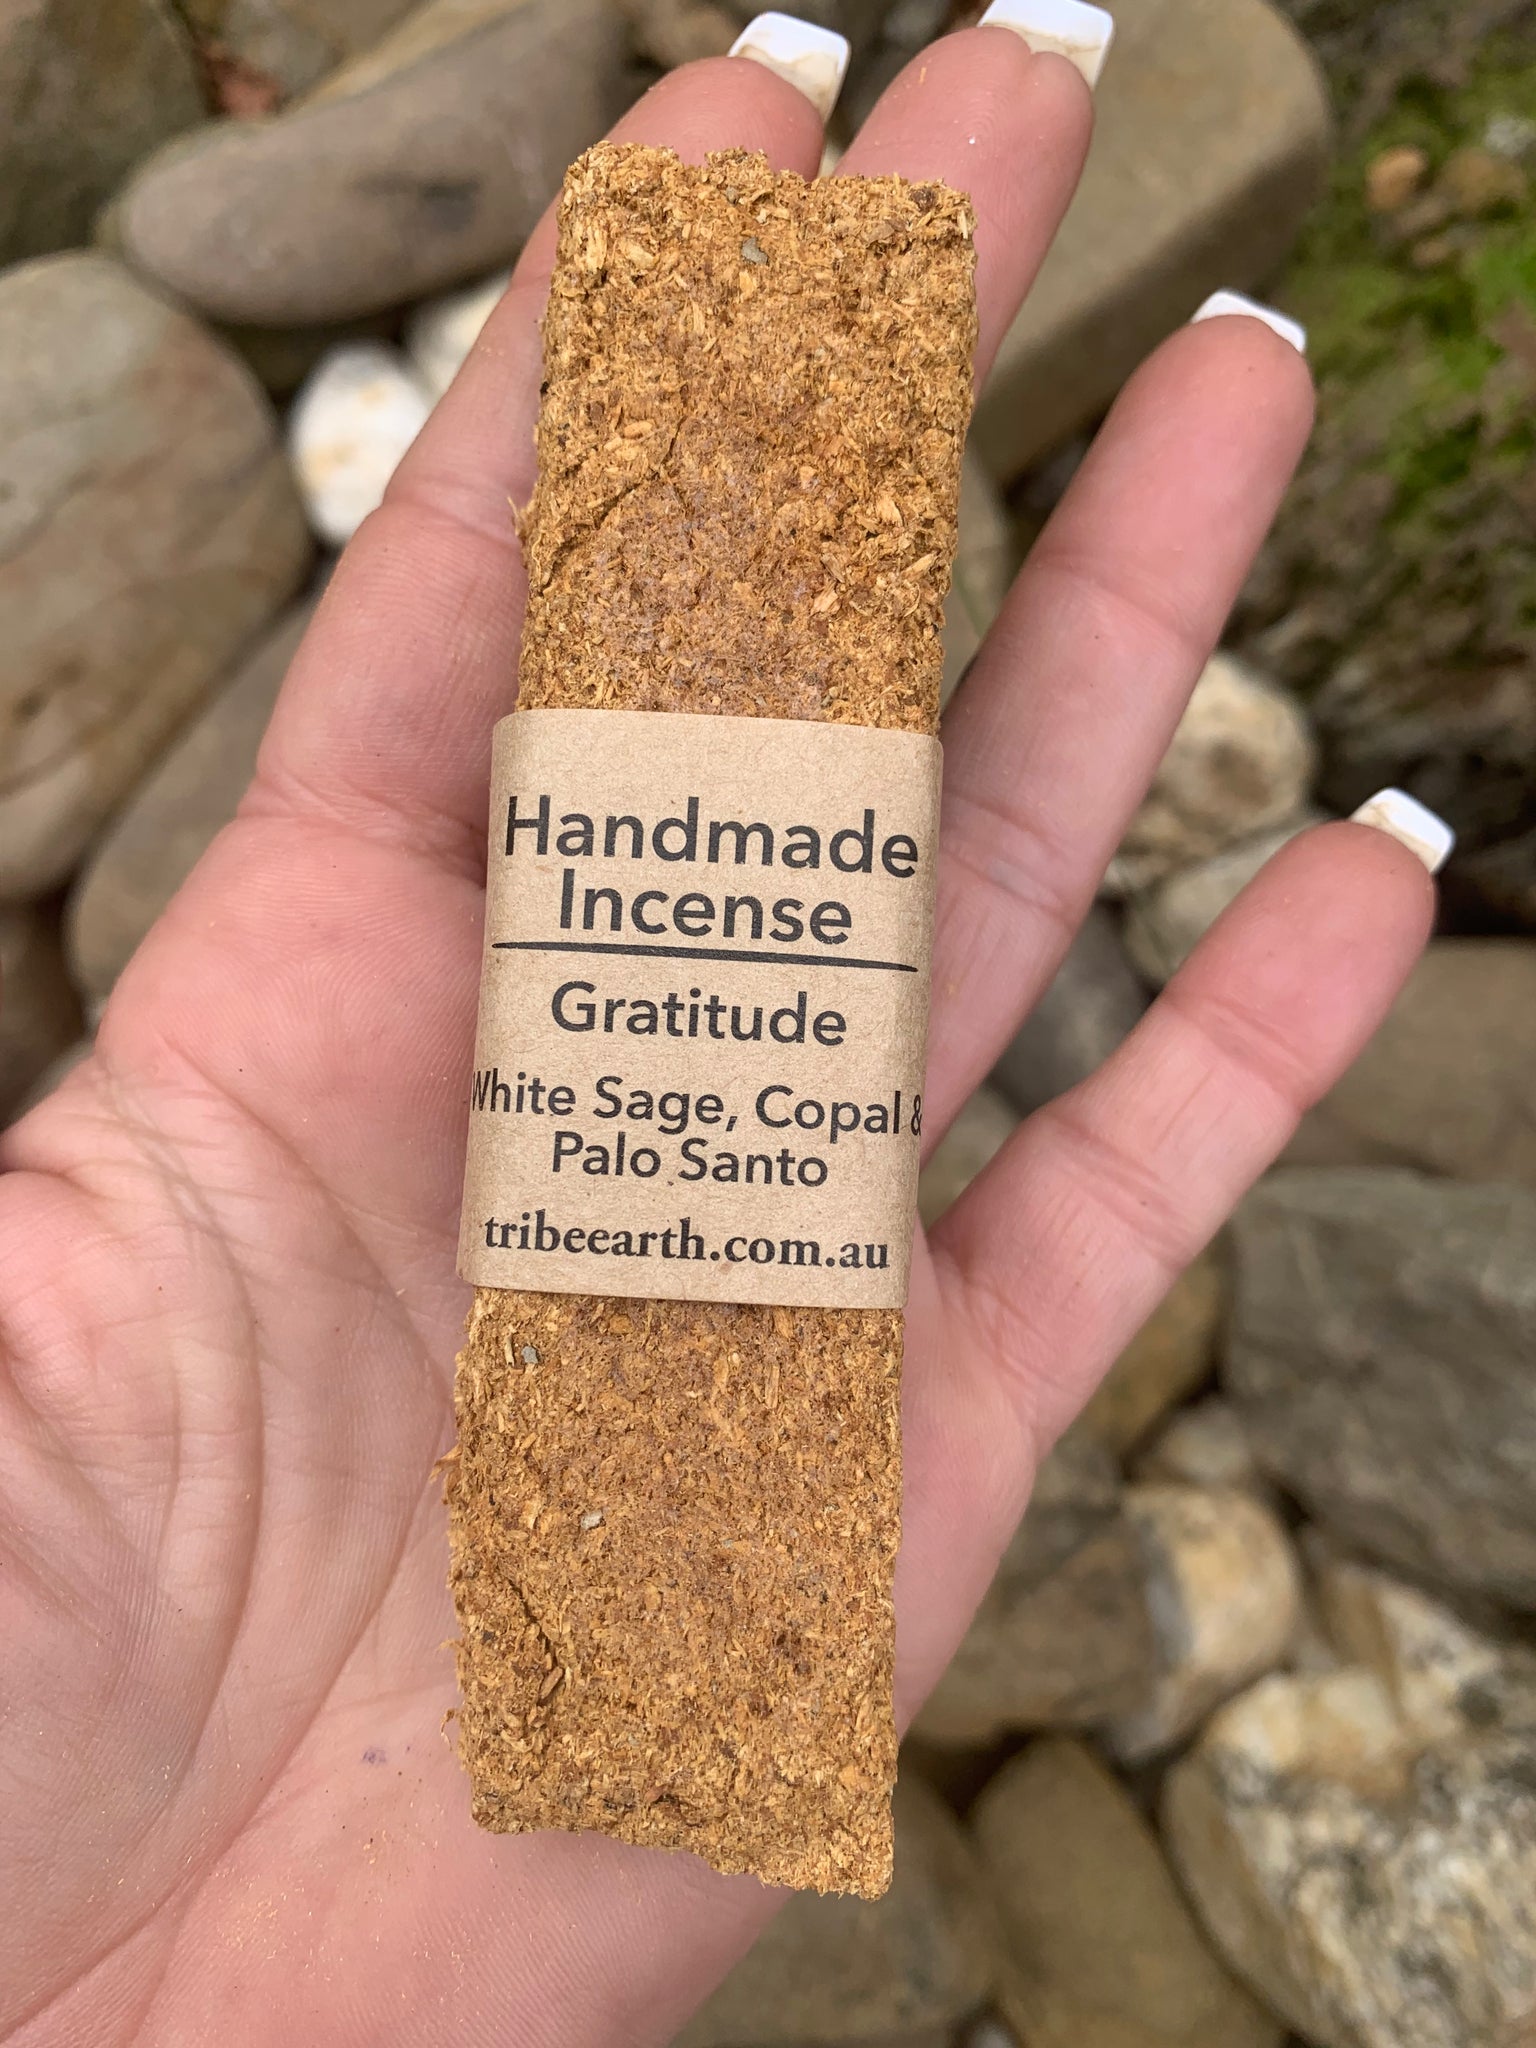 Handmade
Incense
Gratitude
White Sage, Copal &
Palo Santo
tribeearth.com.au